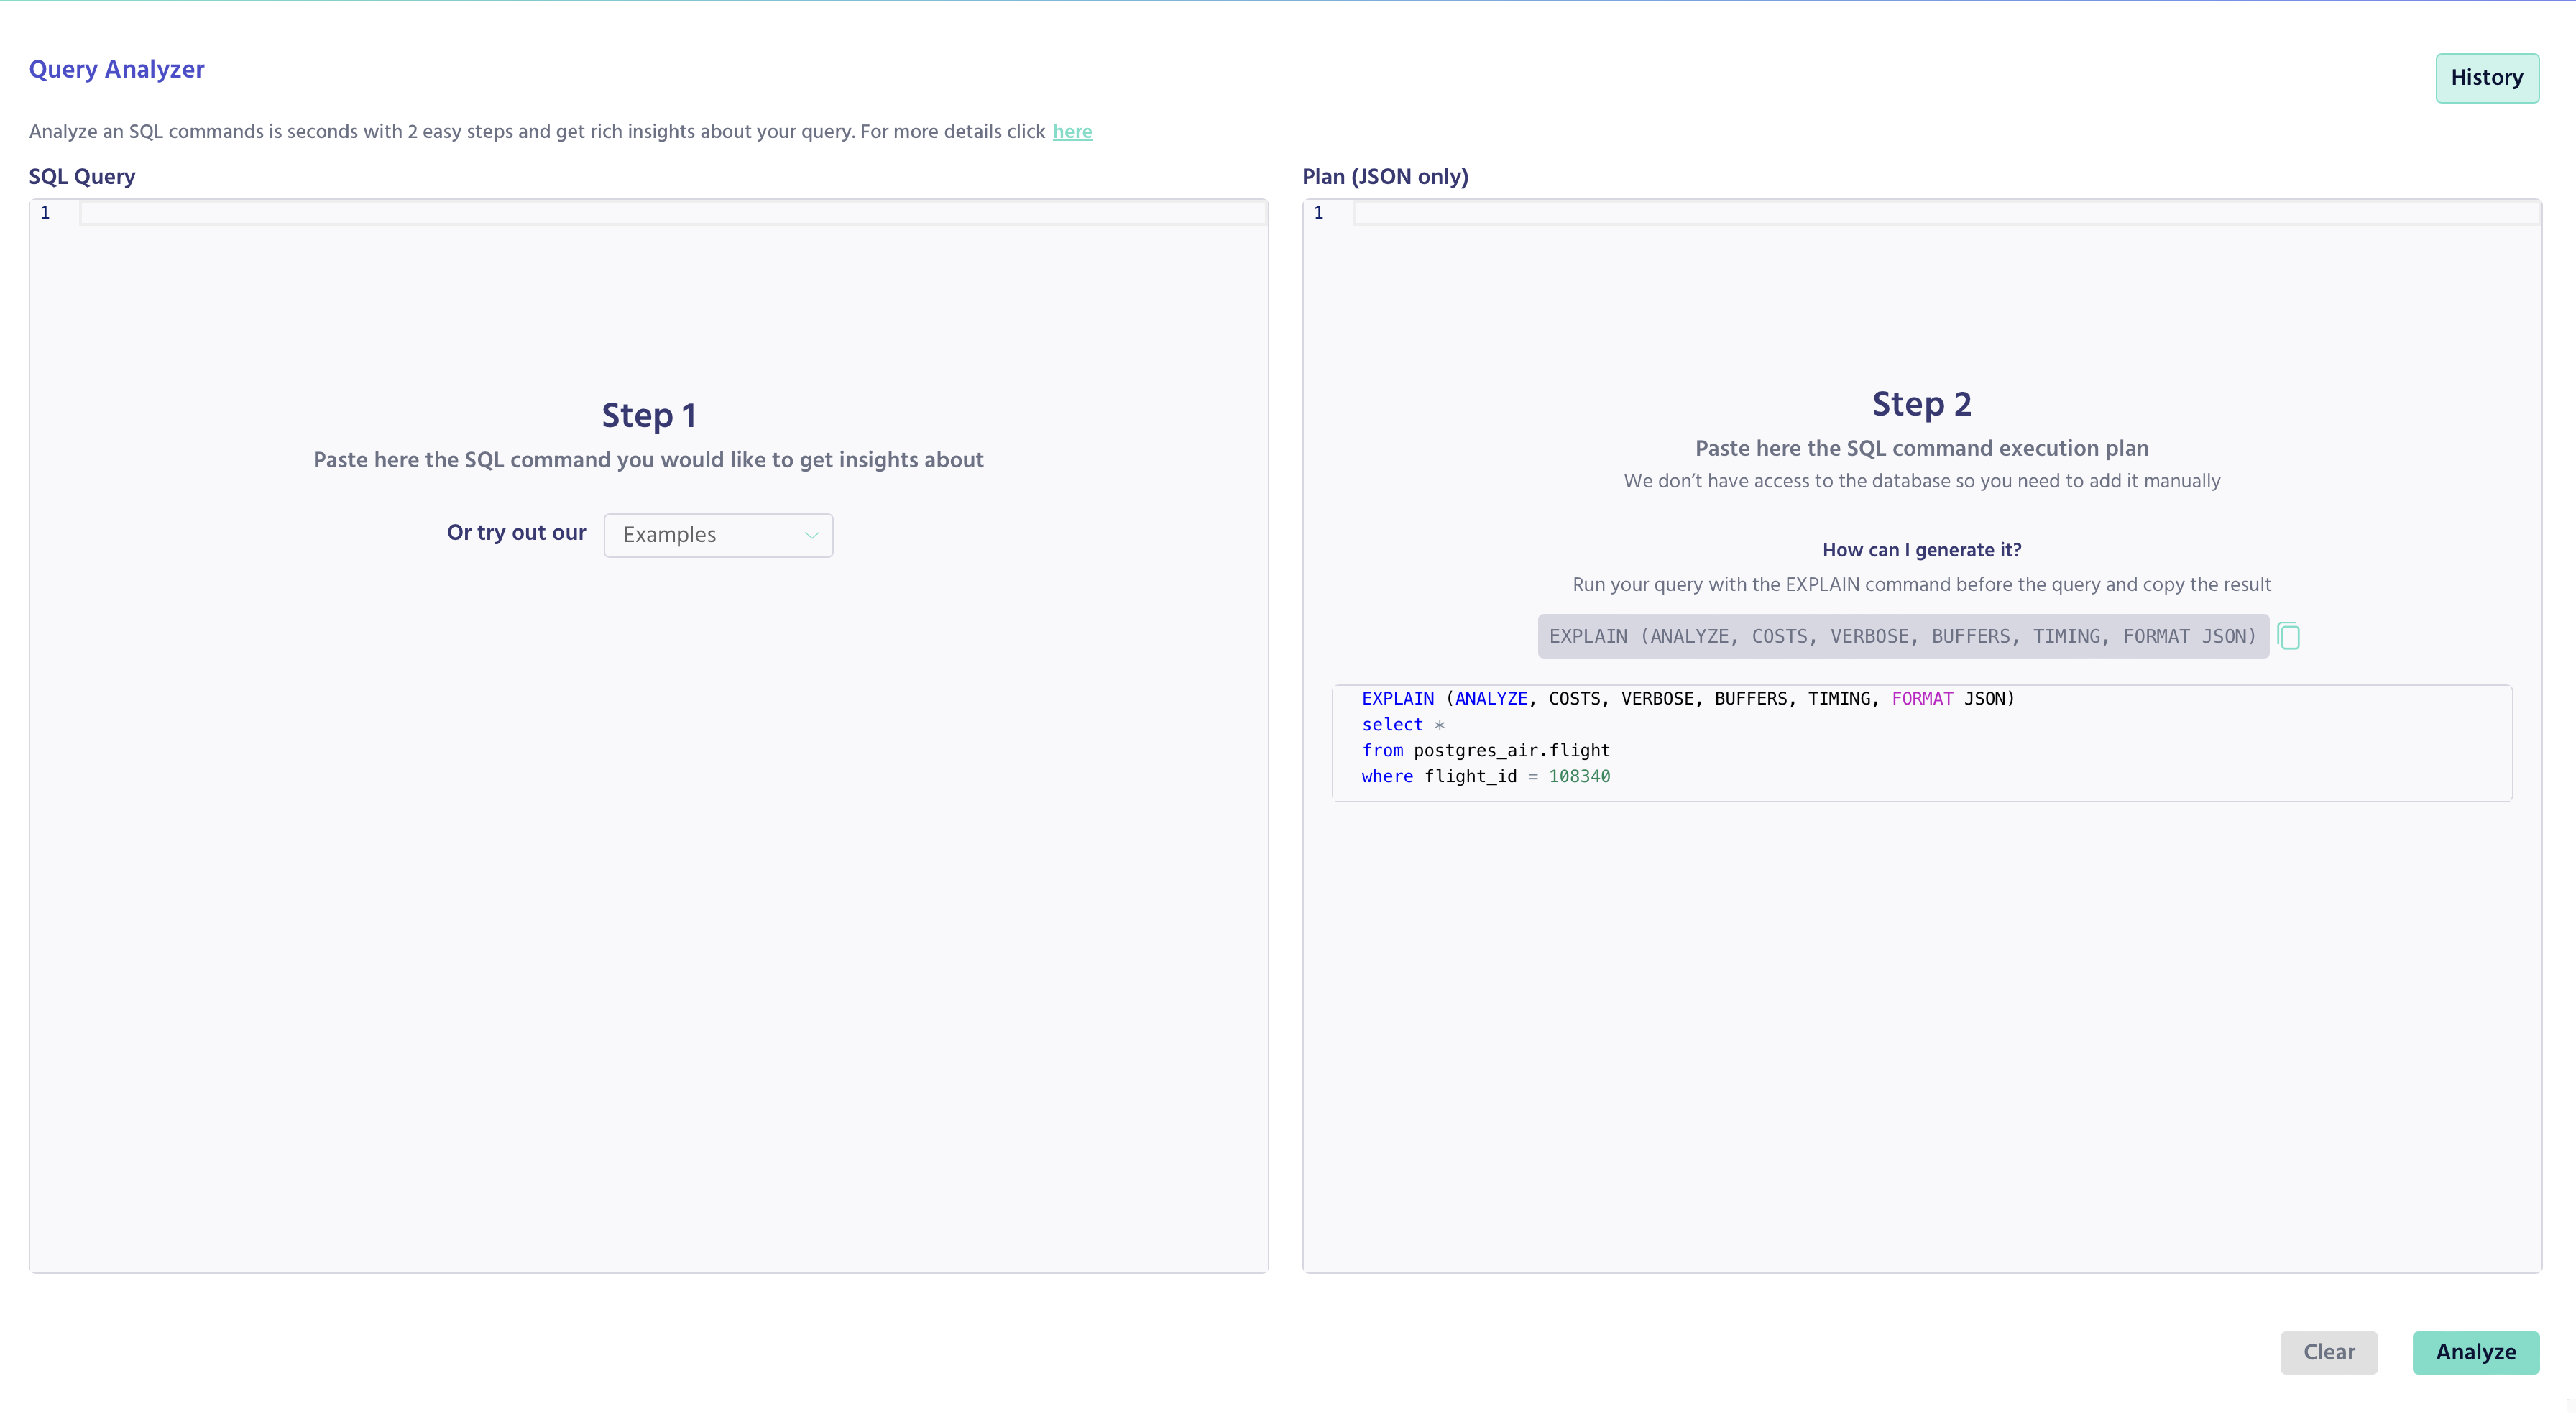 Query Analyzer
History
Analyze an SQL commands is seconds with 2 easy steps and get rich insights about your query. For more details click here
SQL Query
1
Step 1
Paste here the SQL command you would like to get insights about
Or try out our Examples
Plan (JSON only)
1
Step 2
Paste here the SQL command execution plan
We don’t have access to the database so you need to add it manually
How can I generate it?
Run your query with the EXPLAIN command before the query and copy the result
EXPLAIN (ANALYZE, COSTS, VERBOSE, BUFFERS, TIMING, FORMAT JSON)
EXPLAIN (ANALYZE, COSTS, VERBOSE, BUFFERS, TIMING, FORMAT JSON)
select *
from postgres_air.flight
where flight_id = 108340
Clear
Analyze